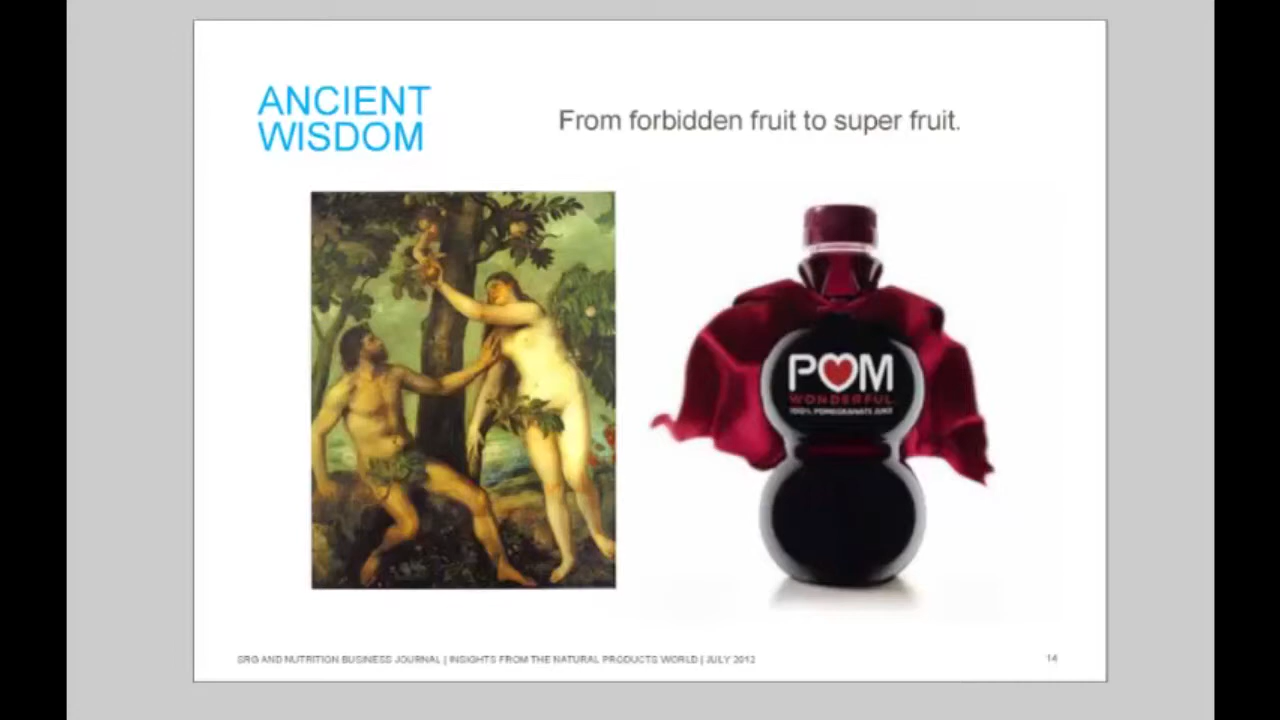 ANCIENT
WISDOM
From forbidden fruit to super fruit.
POM
WONDERFUL
100% POMEGRANATE JUICE
SRG AND NUTRITION BUSINESS JOURNAL | INSIGHTS FROM THE NATURAL PRODUCTS WORLD | JULY 2012
14